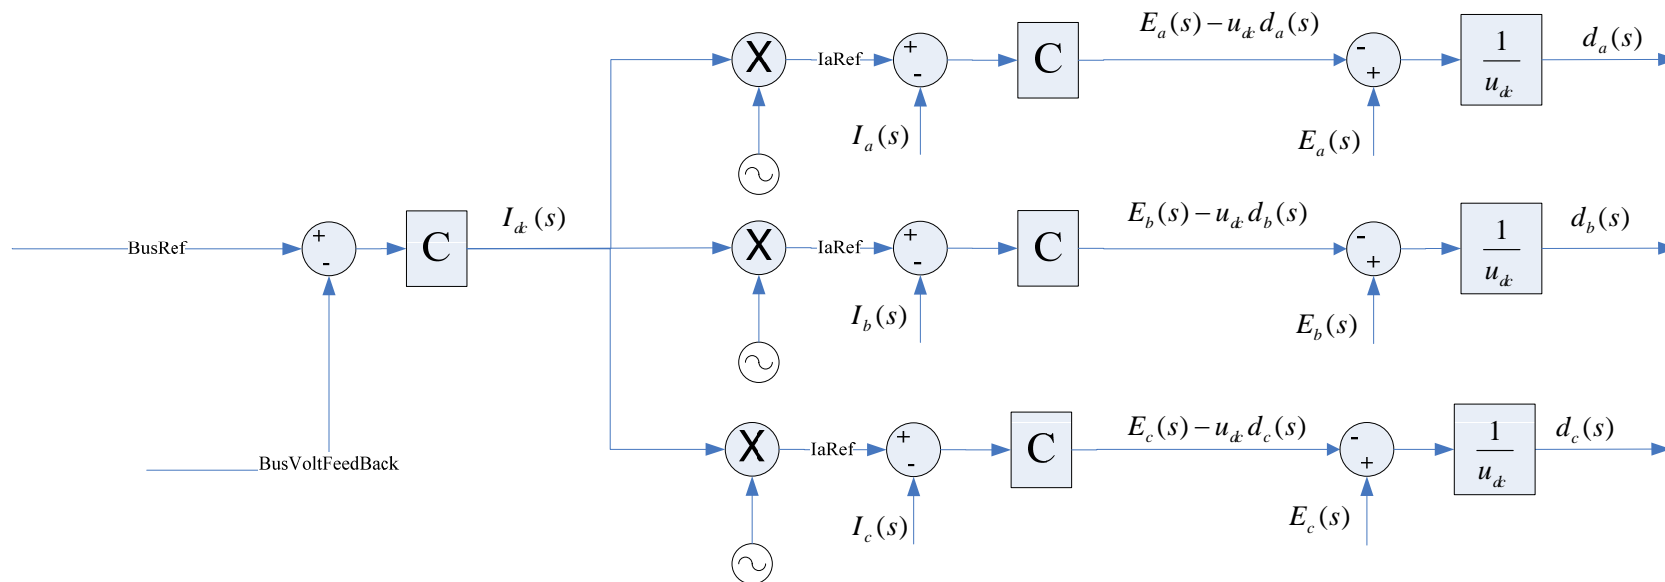 E_a(s) − u_dc d_a(s)
d_a(s)
X
IaRef
+
-
C
-
+
1
u_dc
I_a(s)
E_a(s)
I_dc(s)
E_b(s) − u_dc d_b(s)
d_b(s)
BusRef
+
-
C
X
IaRef
+
-
C
-
+
1
u_dc
I_b(s)
E_b(s)
BusVoltFeedBack
E_c(s) − u_dc d_c(s)
d_c(s)
X
IaRef
+
-
C
-
+
1
u_dc
I_c(s)
E_c(s)